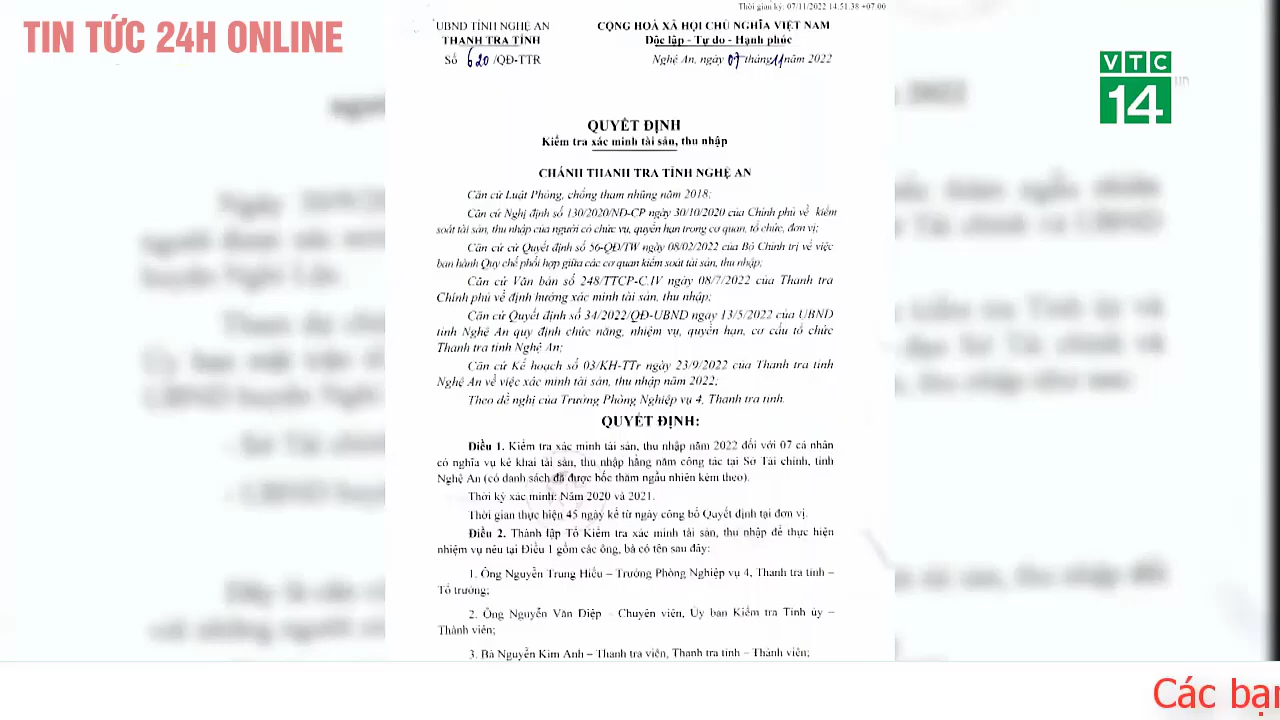 Thời gian ký: 07/11/2022 14:51:38 +07:00
TIN TỨC 24H ONLINE
UBND TỈNH NGHỆ AN
THANH TRA TỈNH
Số 620/QĐ-TTR
CỘNG HOÀ XÃ HỘI CHỦ NGHĨA VIỆT NAM
Độc lập - Tự do - Hạnh phúc
Nghệ An, ngày 07 tháng 11 năm 2022
VTC
14
QUYẾT ĐỊNH
Kiểm tra xác minh tài sản, thu nhập
CHÁNH THANH TRA TỈNH NGHỆ AN
Căn cứ Luật Phòng, chống tham nhũng năm 2018;
Căn cứ Nghị định số 130/2020/NĐ-CP ngày 30/10/2020 của Chính phủ về kiểm
soát tài sản, thu nhập của người có chức vụ, quyền hạn trong cơ quan, tổ chức, đơn vị;
Căn cứ cứ Quyết định số 56-QĐ/TW ngày 08/02/2022 của Bộ Chính trị về việc
ban hành Quy chế phối hợp giữa các cơ quan kiểm soát tài sản, thu nhập;
Căn cứ Văn bản số 248/TTCP-C.IV ngày 08/7/2022 của Thanh tra
Chính phủ về định hướng xác minh tài sản, thu nhập;
Căn cứ Quyết định số 34/2022/QĐ-UBND ngày 13/5/2022 của UBND
tỉnh Nghệ An quy định chức năng, nhiệm vụ, quyền hạn, cơ cấu tổ chức
Thanh tra tỉnh Nghệ An;
Căn cứ Kế hoạch số 03/KH-TTr ngày 23/9/2022 của Thanh tra tỉnh
Nghệ An về việc xác minh tài sản, thu nhập năm 2022;
Theo đề nghị của Trưởng Phòng Nghiệp vụ 4, Thanh tra tỉnh.
QUYẾT ĐỊNH:
Điều 1. Kiểm tra xác minh tài sản, thu nhập năm 2022 đối với 07 cá nhân
có nghĩa vụ kê khai tài sản, thu nhập hằng năm công tác tại Sở Tài chính, tỉnh
Nghệ An (có danh sách đã được bốc thăm ngẫu nhiên kèm theo).
Thời kỳ xác minh: Năm 2020 và 2021.
Thời gian thực hiện 45 ngày kể từ ngày công bố Quyết định tại đơn vị.
Điều 2. Thành lập Tổ Kiểm tra xác minh tài sản, thu nhập để thực hiện
nhiệm vụ nêu tại Điều 1 gồm các ông, bà có tên sau đây:
1. Ông Nguyễn Trung Hiếu – Trưởng Phòng Nghiệp vụ 4, Thanh tra tỉnh –
Tổ trưởng;
2. Ông Nguyễn Văn Diệp – Chuyên viên, Ủy ban Kiểm tra Tỉnh ủy –
Thành viên;
3. Bà Nguyễn Kim Anh – Thanh tra viên, Thanh tra tỉnh – Thành viên;
Các bạn